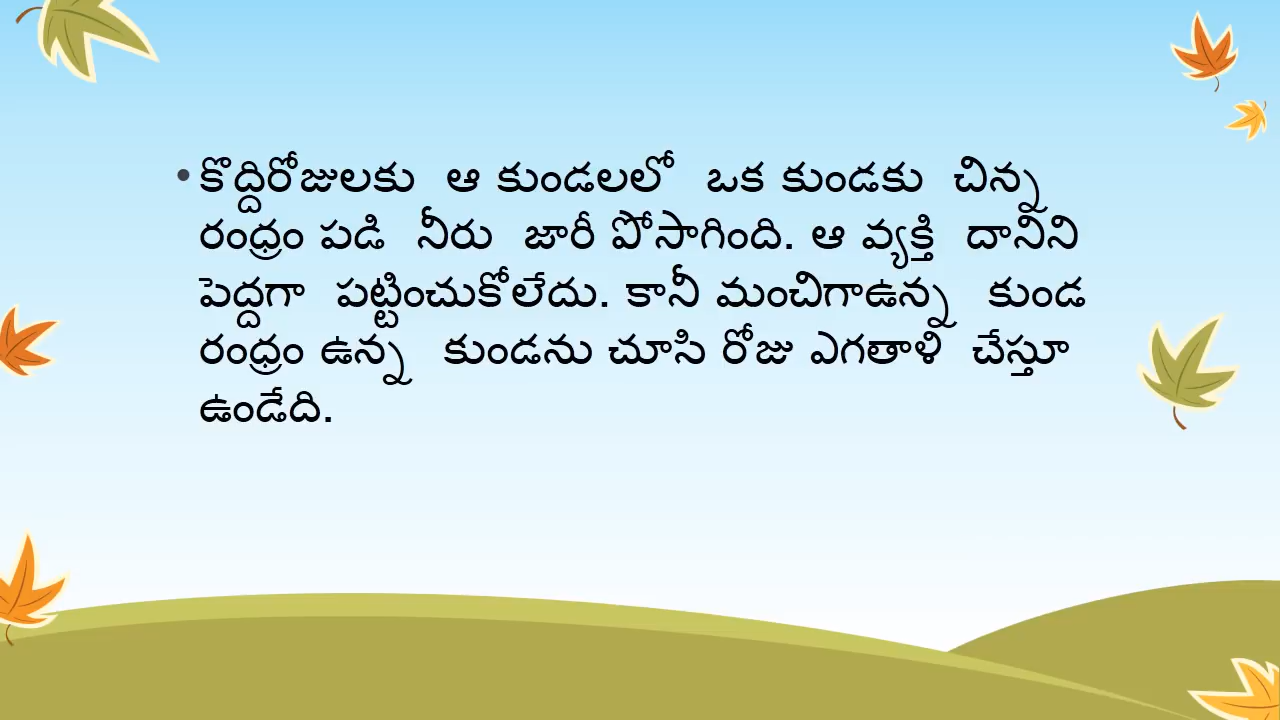 • కొద్దిరోజులకు ఆ కుండలలో ఒక కుండకు చిన్న
రంధ్రం పడి నీరు జారీ పోసాగింది. ఆ వ్యక్తి దానిని
పెద్దగా పట్టించుకోలేదు. కానీ మంచిగాఉన్న కుండ
రంధ్రం ఉన్న కుండను చూసి రోజు ఎగతాళి చేస్తూ
ఉండేది.